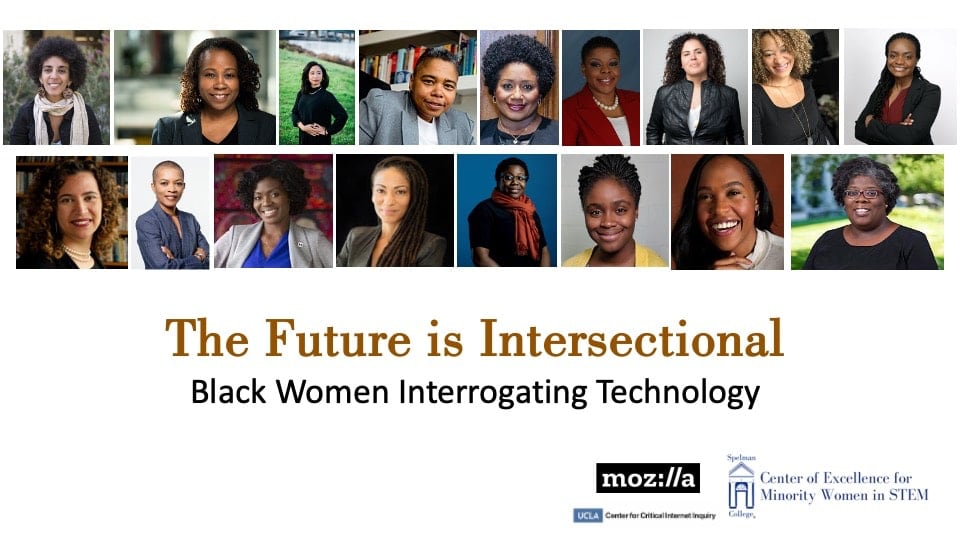 The Future is Intersectional
Black Women Interrogating Technology
moz://a
UCLA Center for Critical Internet Inquiry
Spelman
College
Center of Excellence for
Minority Women in STEM